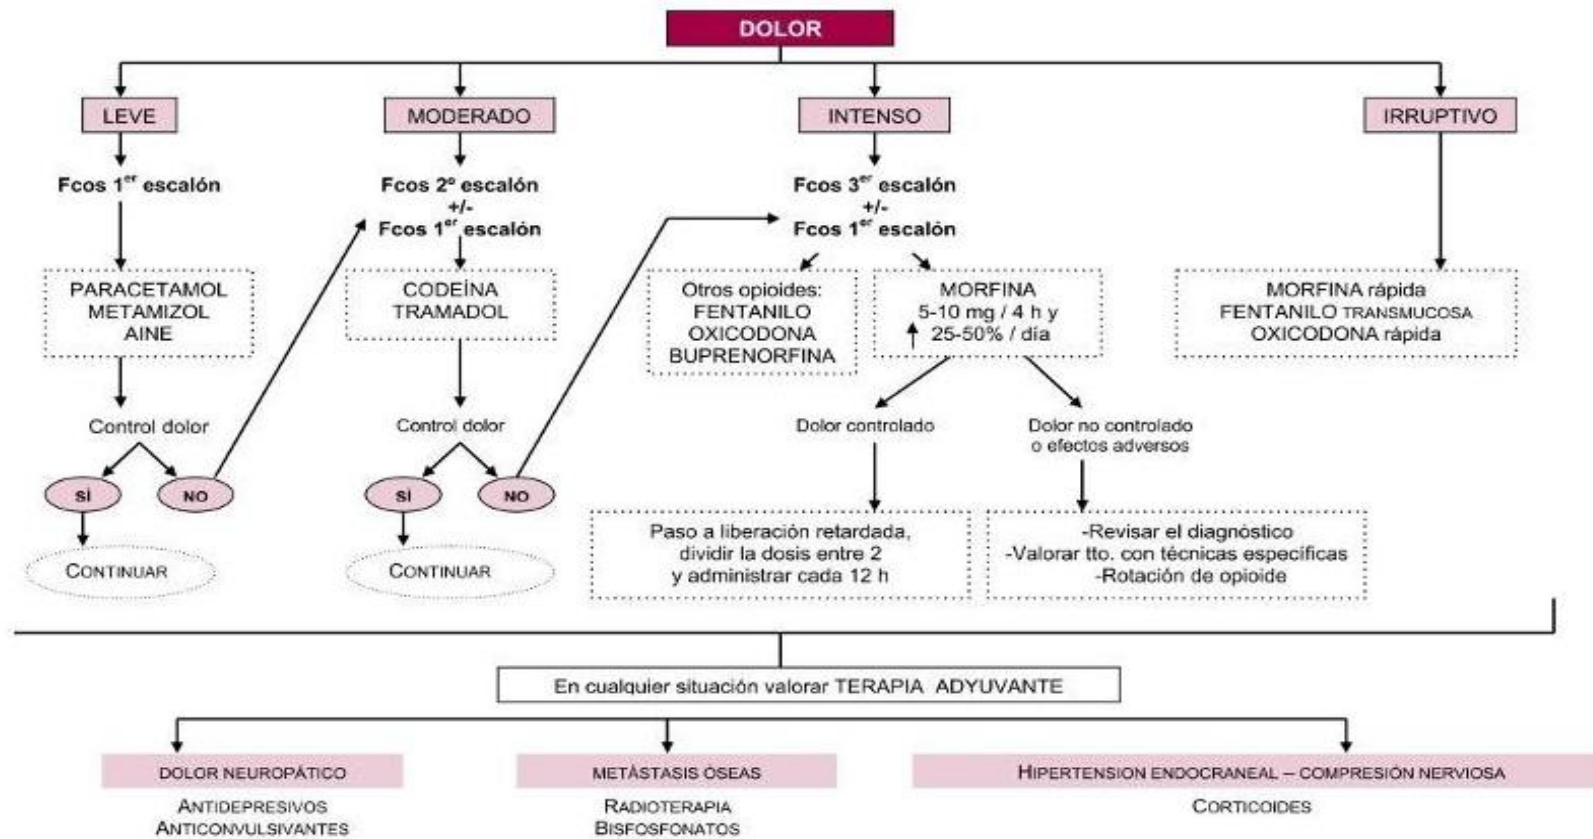 DOLOR
LEVE
MODERADO
INTENSO
IRRUPTIVO
Fcos 1er escalón
Fcos 2º escalón
+/-
Fcos 1er escalón
Fcos 3er escalón
+/-
Fcos 1er escalón
PARACETAMOL
METAMIZOL
AINE
CODEÍNA
TRAMADOL
Otros opioides:
FENTANILO
OXICODONA
BUPRENORFINA
MORFINA
5-10 mg / 4 h y
25-50% / día
MORFINA rápida
FENTANILO TRANSMUCOSA
OXICODONA rápida
Control dolor
SÍ
NO
CONTINUAR
Control dolor
SÍ
NO
CONTINUAR
Dolor controlado
Dolor no controlado
o efectos adversos
Paso a liberación retardada,
dividir la dosis entre 2
y administrar cada 12 h
-Revisar el diagnóstico
-Valorar tto. con técnicas específicas
-Rotación de opioide
En cualquier situación valorar TERAPIA ADYUVANTE
DOLOR NEUROPÁTICO
ANTIDEPRESIVOS
ANTICONVULSIVANTES
METÁSTASIS ÓSEAS
RADIOTERAPIA
BISFOSFONATOS
HIPERTENSION ENDOCRANEAL – COMPRESIÓN NERVIOSA
CORTICOIDES